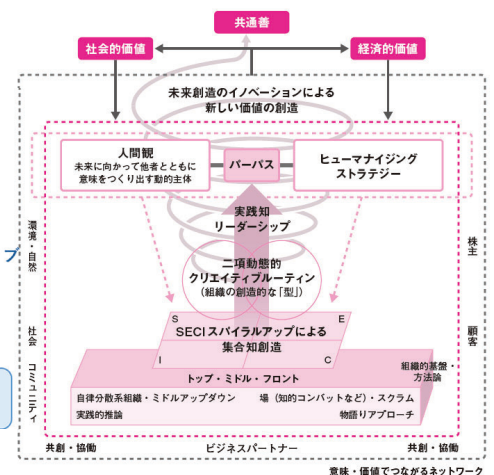 共通善
社会的価値
経済的価値
未来創造のイノベーションによる
新しい価値の創造
人間観
未来に向かって他者とともに
意味をつくり出す動的主体
パーパス
ヒューマナイジング
ストラテジー
実践知
リーダーシップ
二項動態的
クリエイティブルーティン
(組織の創造的な「型」)
S
E
SECIスパイラルアップによる
集合知創造
I
C
トップ・ミドル・フロント
組織的基盤・
方法論
自律分散系組織・ミドルアップダウン
場(知的コンバットなど)・スクラム
実践的推論
物語りアプローチ
環境・自然
社会
コミュニティ
株主
顧客
プ
共創・協働
ビジネスパートナー
共創・協働
意味・価値でつながるネットワーク